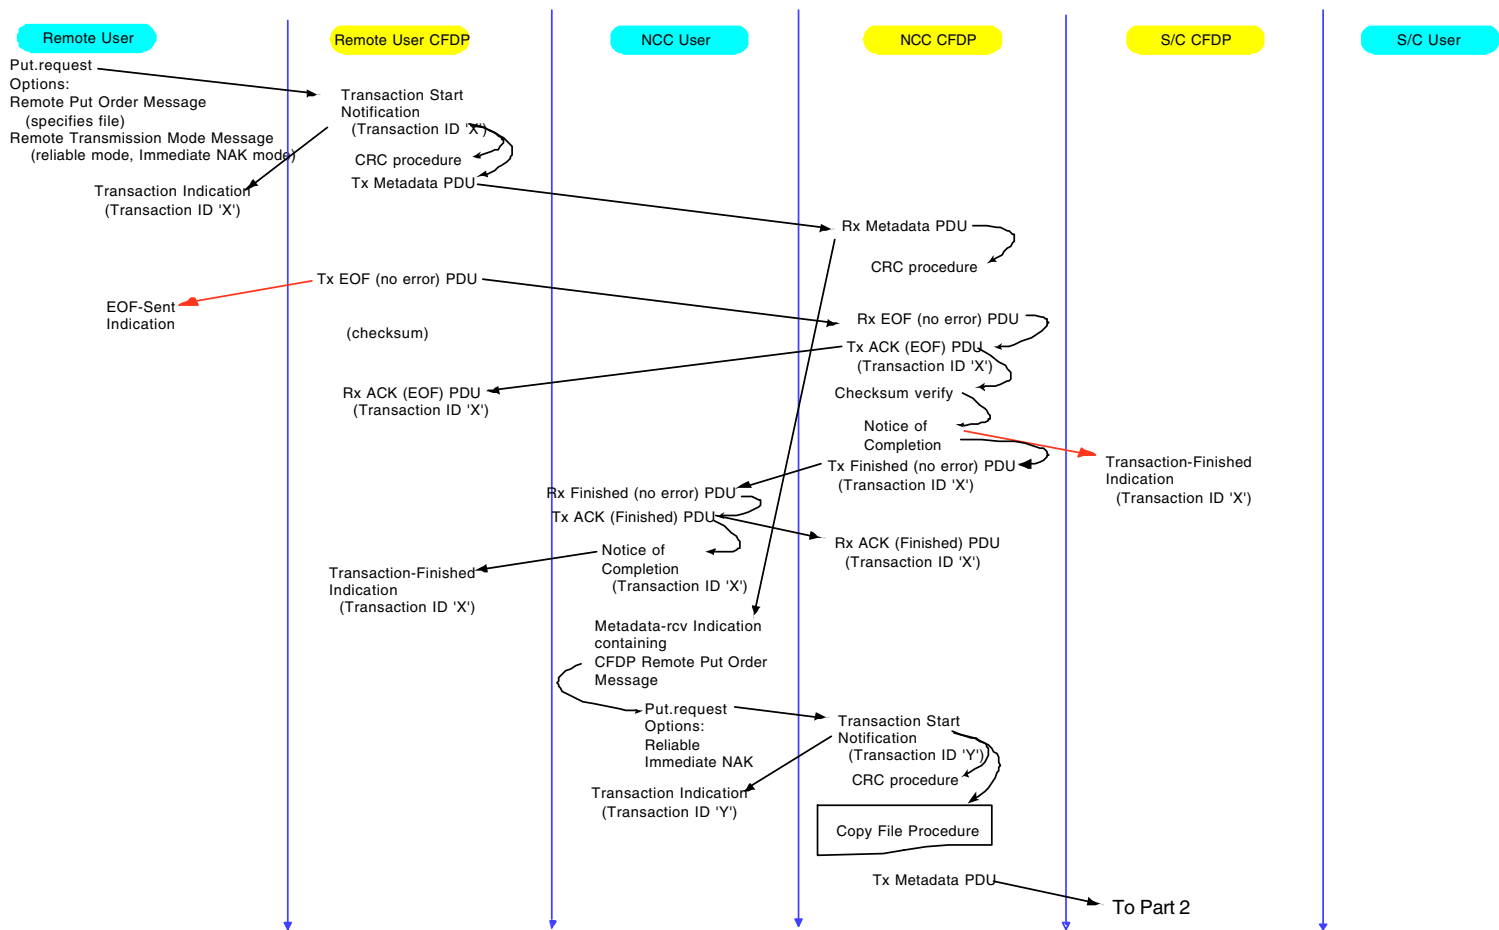 Remote User
Remote User CFDP
NCC User
NCC CFDP
S/C CFDP
S/C User
Put.request
Options:
Remote Put Order Message
(specifies file)
Remote Transmission Mode Message
(reliable mode, Immediate NAK mode)
Transaction Start
Notification
(Transaction ID 'X')
CRC procedure
Tx Metadata PDU
Transaction Indication
(Transaction ID 'X')
Rx Metadata PDU
CRC procedure
Tx EOF (no error) PDU
EOF-Sent
Indication
(checksum)
Rx EOF (no error) PDU
Tx ACK (EOF) PDU
(Transaction ID 'X')
Rx ACK (EOF) PDU
(Transaction ID 'X')
Checksum verify
Notice of
Completion
Transaction-Finished
Indication
(Transaction ID 'X')
Tx Finished (no error) PDU
(Transaction ID 'X')
Rx Finished (no error) PDU
Tx ACK (Finished) PDU
Rx ACK (Finished) PDU
(Transaction ID 'X')
Notice of
Completion
(Transaction ID 'X')
Transaction-Finished
Indication
(Transaction ID 'X')
Metadata-rcv Indication
containing
CFDP Remote Put Order
Message
Put.request
Options:
Reliable
Immediate NAK
Transaction Start
Notification
(Transaction ID 'Y')
CRC procedure
Transaction Indication
(Transaction ID 'Y')
Copy File Procedure
Tx Metadata PDU
To Part 2